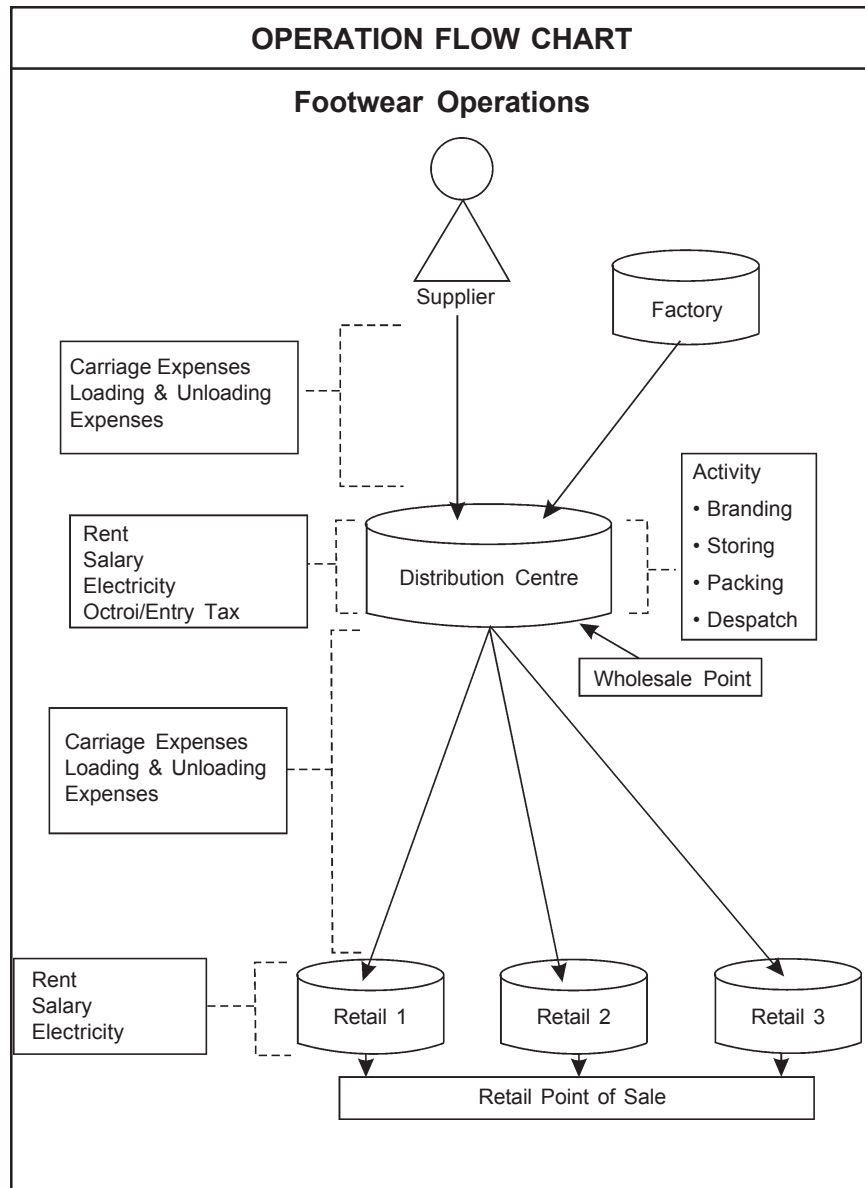 OPERATION FLOW CHART
Footwear Operations
Supplier
Factory
Carriage Expenses
Loading & Unloading
Expenses
Activity
• Branding
• Storing
• Packing
• Despatch
Rent
Salary
Electricity
Octroi/Entry Tax
Distribution Centre
Wholesale Point
Carriage Expenses
Loading & Unloading
Expenses
Rent
Salary
Electricity
Retail 1
Retail 2
Retail 3
Retail Point of Sale